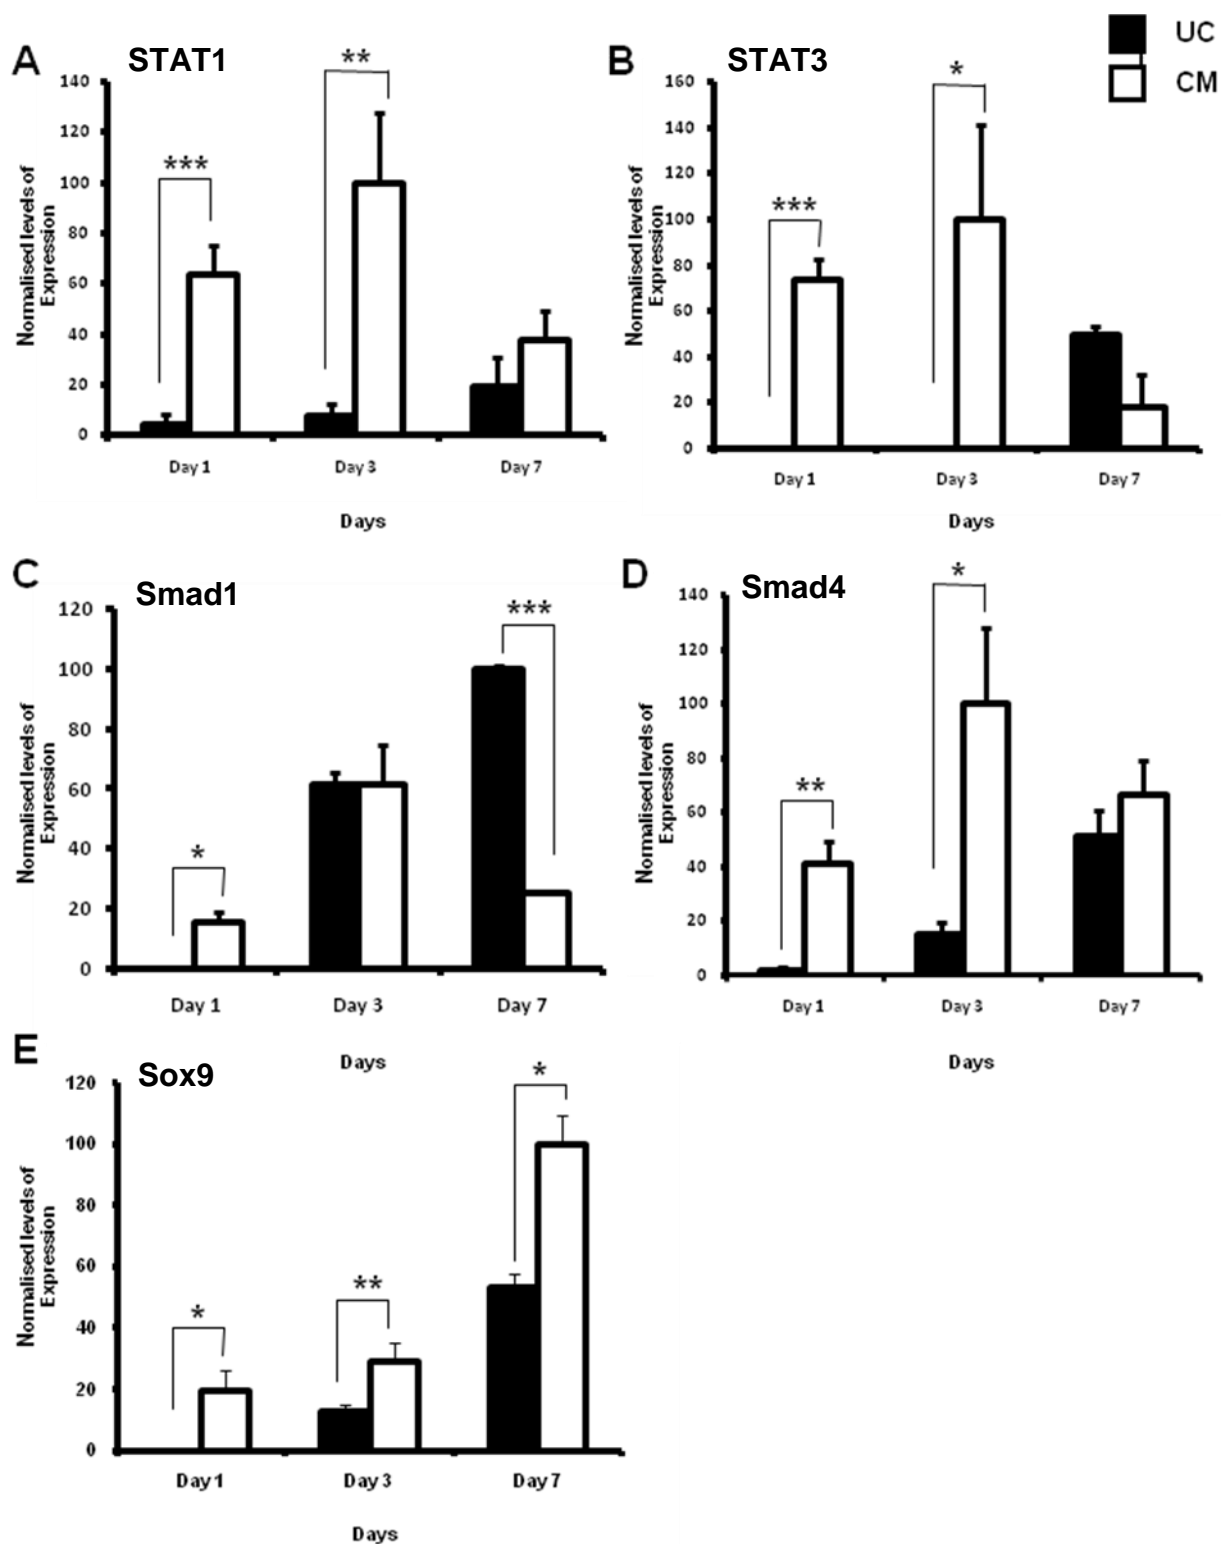 UC
CM
A
STAT1
**
***
140
120
100
80
60
40
20
0
Normalised levels of
Expression
Day 1
Day 3
Day 7
Days
B
STAT3
*
***
160
140
120
100
80
60
40
20
0
Normalised levels of
Expression
Day 1
Day 3
Day 7
Days
C
Smad1
***
*
120
100
80
60
40
20
0
Normalised levels of
Expression
Day 1
Day 3
Day 7
Days
D
Smad4
*
**
140
120
100
80
60
40
20
0
Normalised levels of
Expression
Day 1
Day 3
Day 7
Days
E
Sox9
*
**
*
120
100
80
60
40
20
0
Normalised levels of
Expression
Day 1
Day 3
Day 7
Days